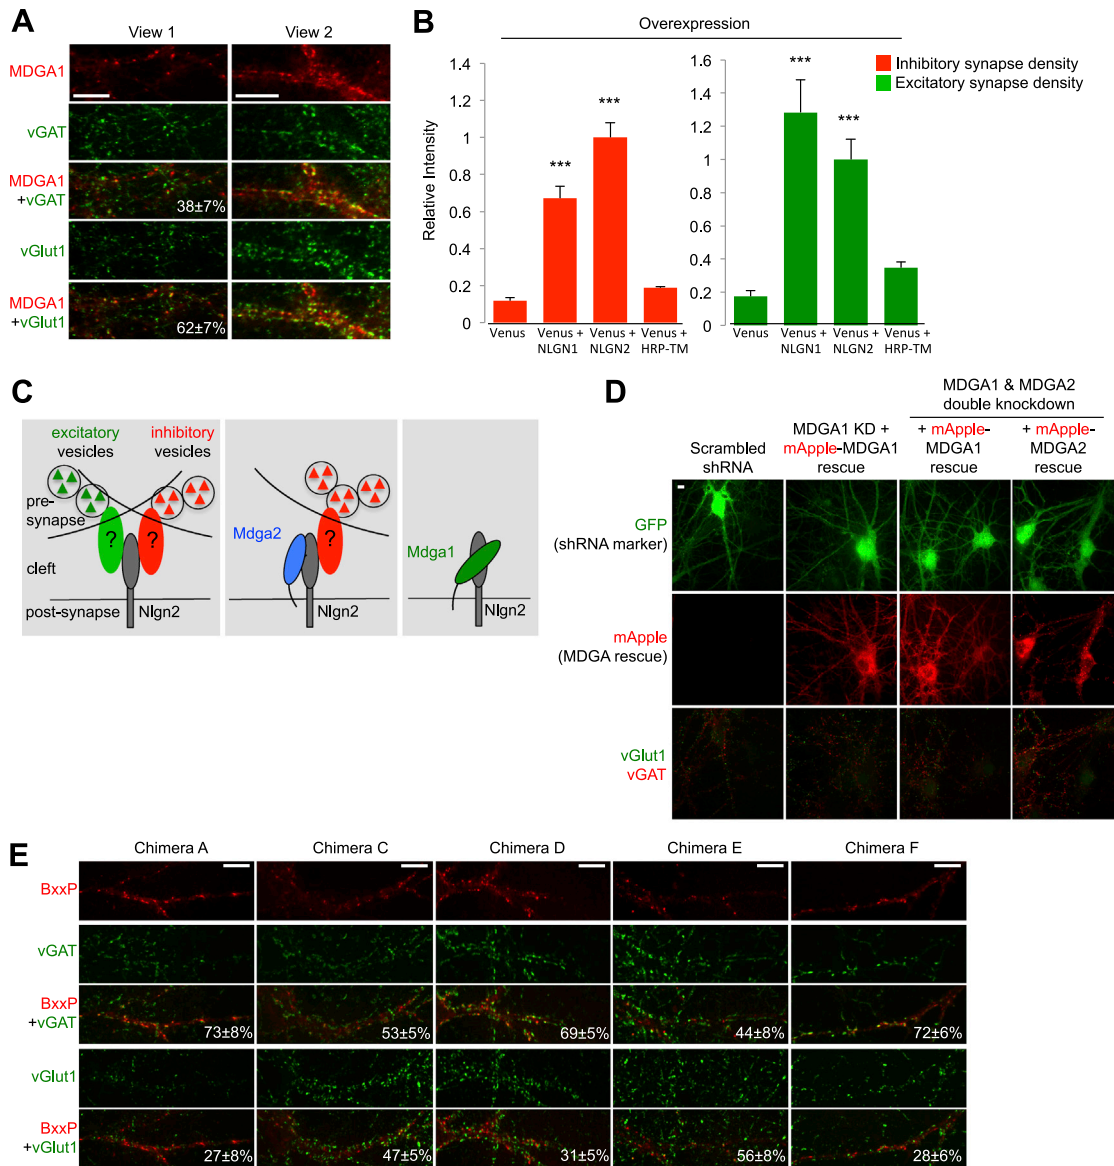 A
View 1
View 2
MDGA1
vGAT
MDGA1
+vGAT
38±7%
vGlut1
MDGA1
+vGlut1
62±7%
B
Overexpression
Inhibitory synapse density
Excitatory synapse density
Relative Intensity
1.4
1.2
1
0.8
0.6
0.4
0.2
0
***
***
Venus
Venus +
NLGN1
Venus +
NLGN2
Venus +
HRP-TM
1.6
1.4
1.2
1
0.8
0.6
0.4
0.2
0
***
***
Venus
Venus +
NLGN1
Venus +
NLGN2
Venus +
HRP-TM
C
excitatory
vesicles
inhibitory
vesicles
pre-
synapse
?
?
cleft
post-synapse
Nlgn2
Mdga2
?
Nlgn2
Mdga1
Nlgn2
D
MDGA1 & MDGA2
double knockdown
Scrambled
shRNA
MDGA1 KD +
mApple-MDGA1
rescue
+ mApple-
MDGA1
rescue
+ mApple-
MDGA2
rescue
GFP
(shRNA marker)
mApple
(MDGA rescue)
vGlut1
vGAT
E
Chimera A
Chimera C
Chimera D
Chimera E
Chimera F
BxxP
vGAT
BxxP
+vGAT
73±8%
53±5%
69±5%
44±8%
72±6%
vGlut1
BxxP
+vGlut1
27±8%
47±5%
31±5%
56±8%
28±6%